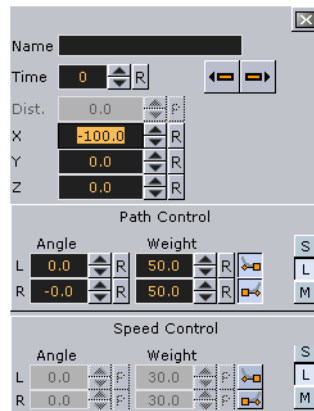 Name
Time 0 R
Dist. 0.0 P
X -100.0 R
Y 0.0 R
Z 0.0 R
Path Control
Angle Weight S
L 0.0 R 50.0 R L
R -0.0 R 50.0 R M
Speed Control
Angle Weight S
L 0.0 P 30.0 P L
R 0.0 P 30.0 P M